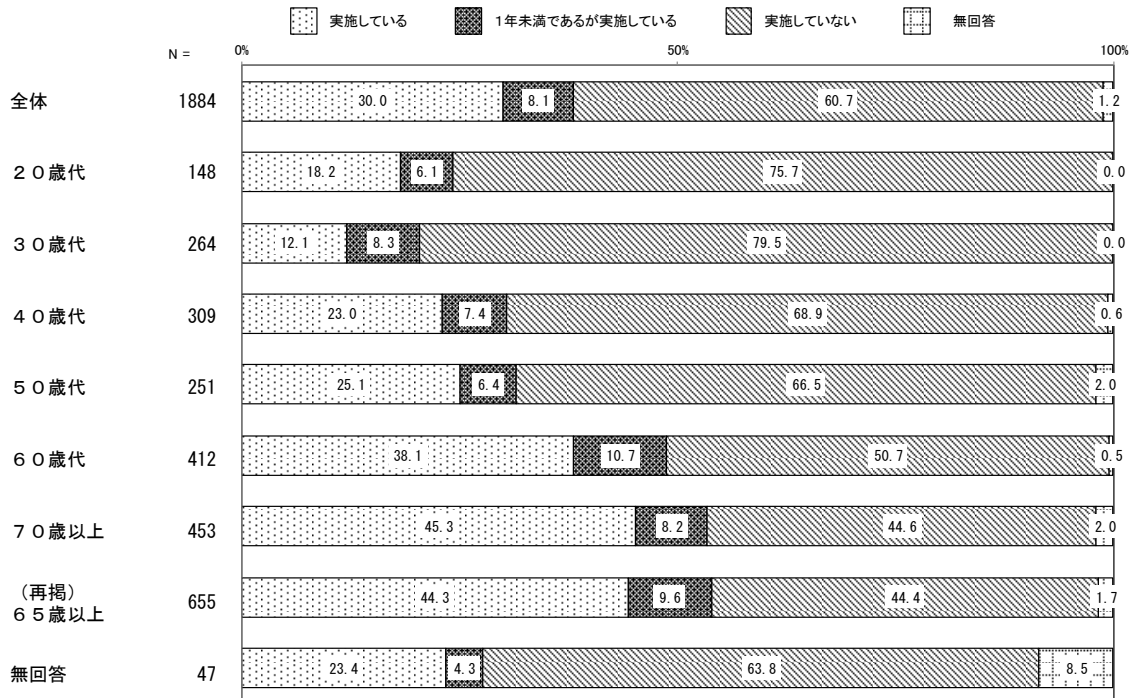 実施している １年未満であるが実施している 実施していない 無回答
N = 0% 50% 100%
全体 1884 30.0 8.1 60.7 1.2
２０歳代 148 18.2 6.1 75.7 0.0
３０歳代 264 12.1 8.3 79.5 0.0
４０歳代 309 23.0 7.4 68.9 0.6
５０歳代 251 25.1 6.4 66.5 2.0
６０歳代 412 38.1 10.7 50.7 0.5
７０歳以上 453 45.3 8.2 44.6 2.0
（再掲）
６５歳以上 655 44.3 9.6 44.4 1.7
無回答 47 23.4 4.3 63.8 8.5